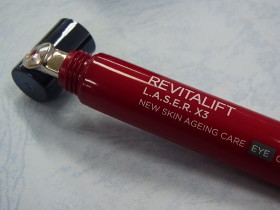 REVITALIFT
L.A.S.E.R. X3
NEW SKIN AGEING CARE EYE